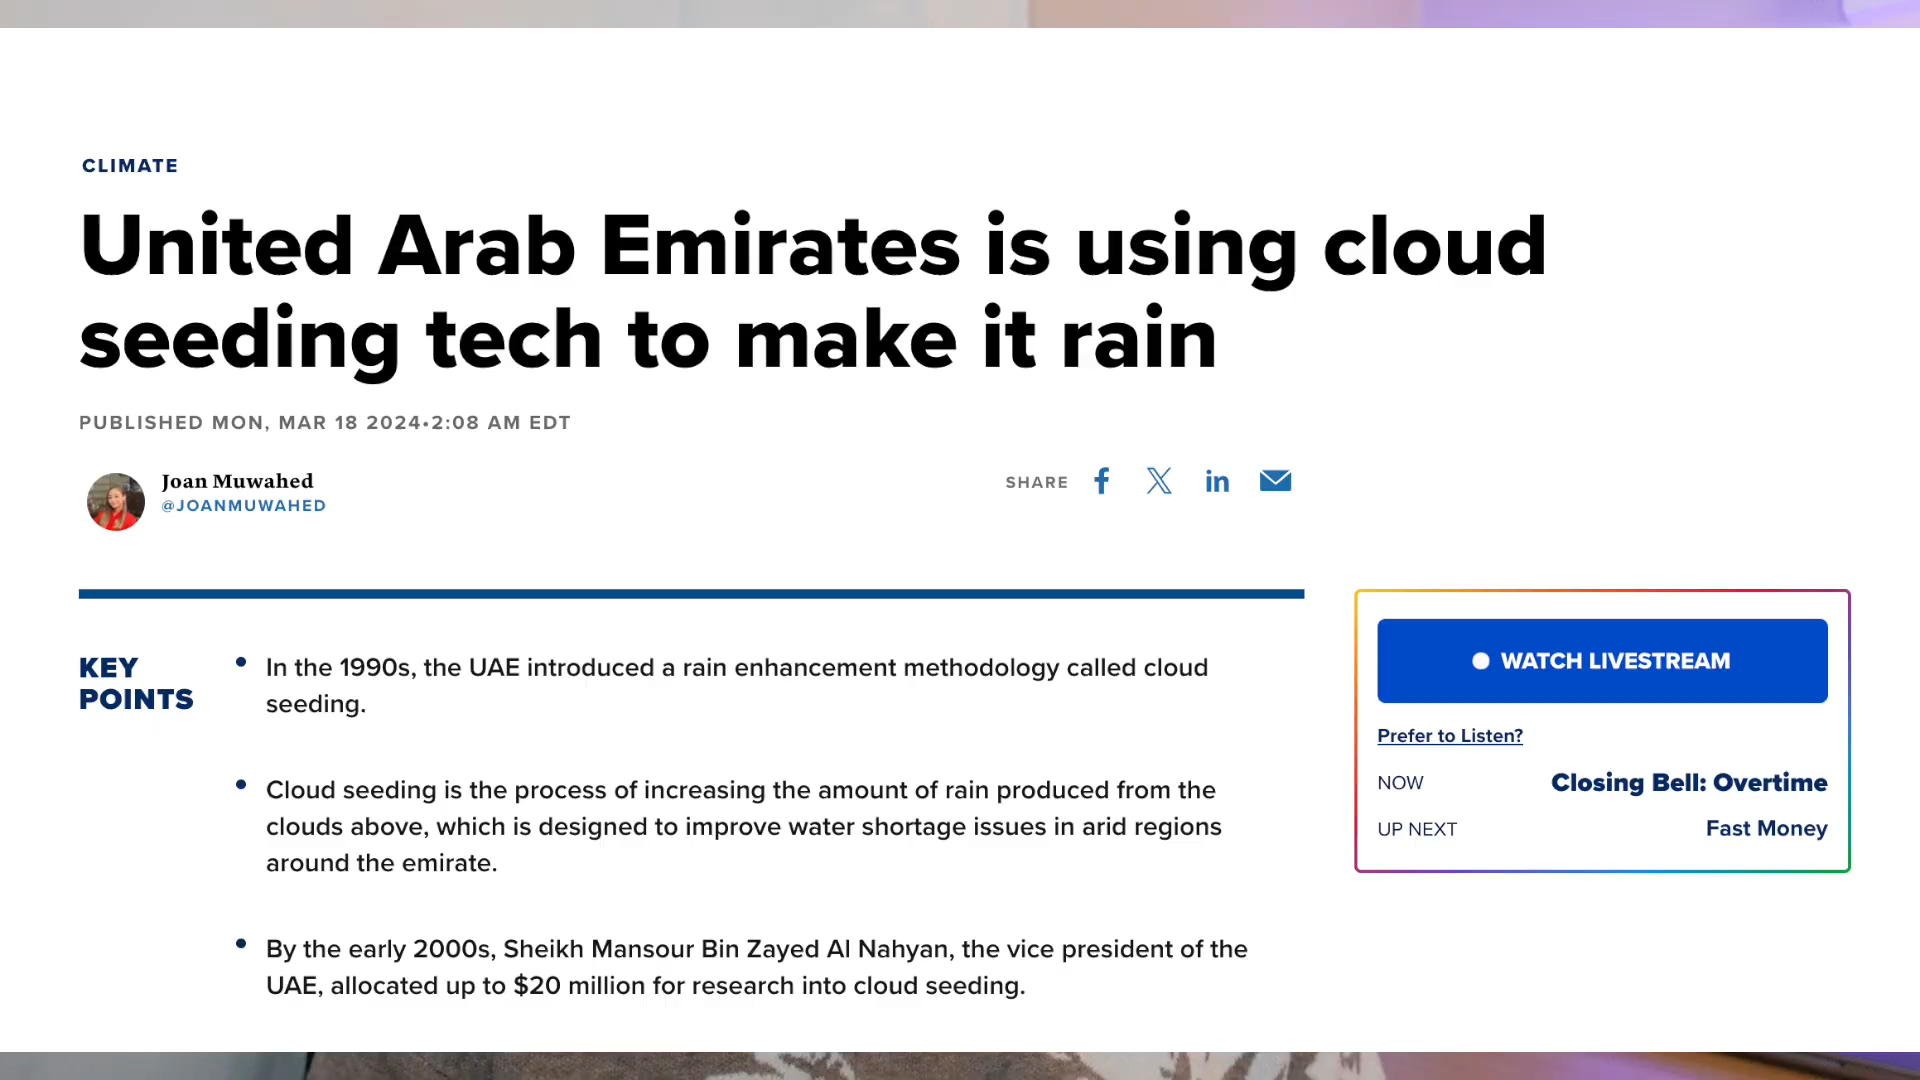 CLIMATE
United Arab Emirates is using cloud
seeding tech to make it rain
PUBLISHED MON, MAR 18 2024•2:08 AM EDT
Joan Muwahed
@JOANMUWAHED
SHARE
KEY
POINTS
• In the 1990s, the UAE introduced a rain enhancement methodology called cloud
seeding.
• Cloud seeding is the process of increasing the amount of rain produced from the
clouds above, which is designed to improve water shortage issues in arid regions
around the emirate.
• By the early 2000s, Sheikh Mansour Bin Zayed Al Nahyan, the vice president of the
UAE, allocated up to $20 million for research into cloud seeding.
WATCH LIVESTREAM
Prefer to Listen?
NOW Closing Bell: Overtime
UP NEXT Fast Money